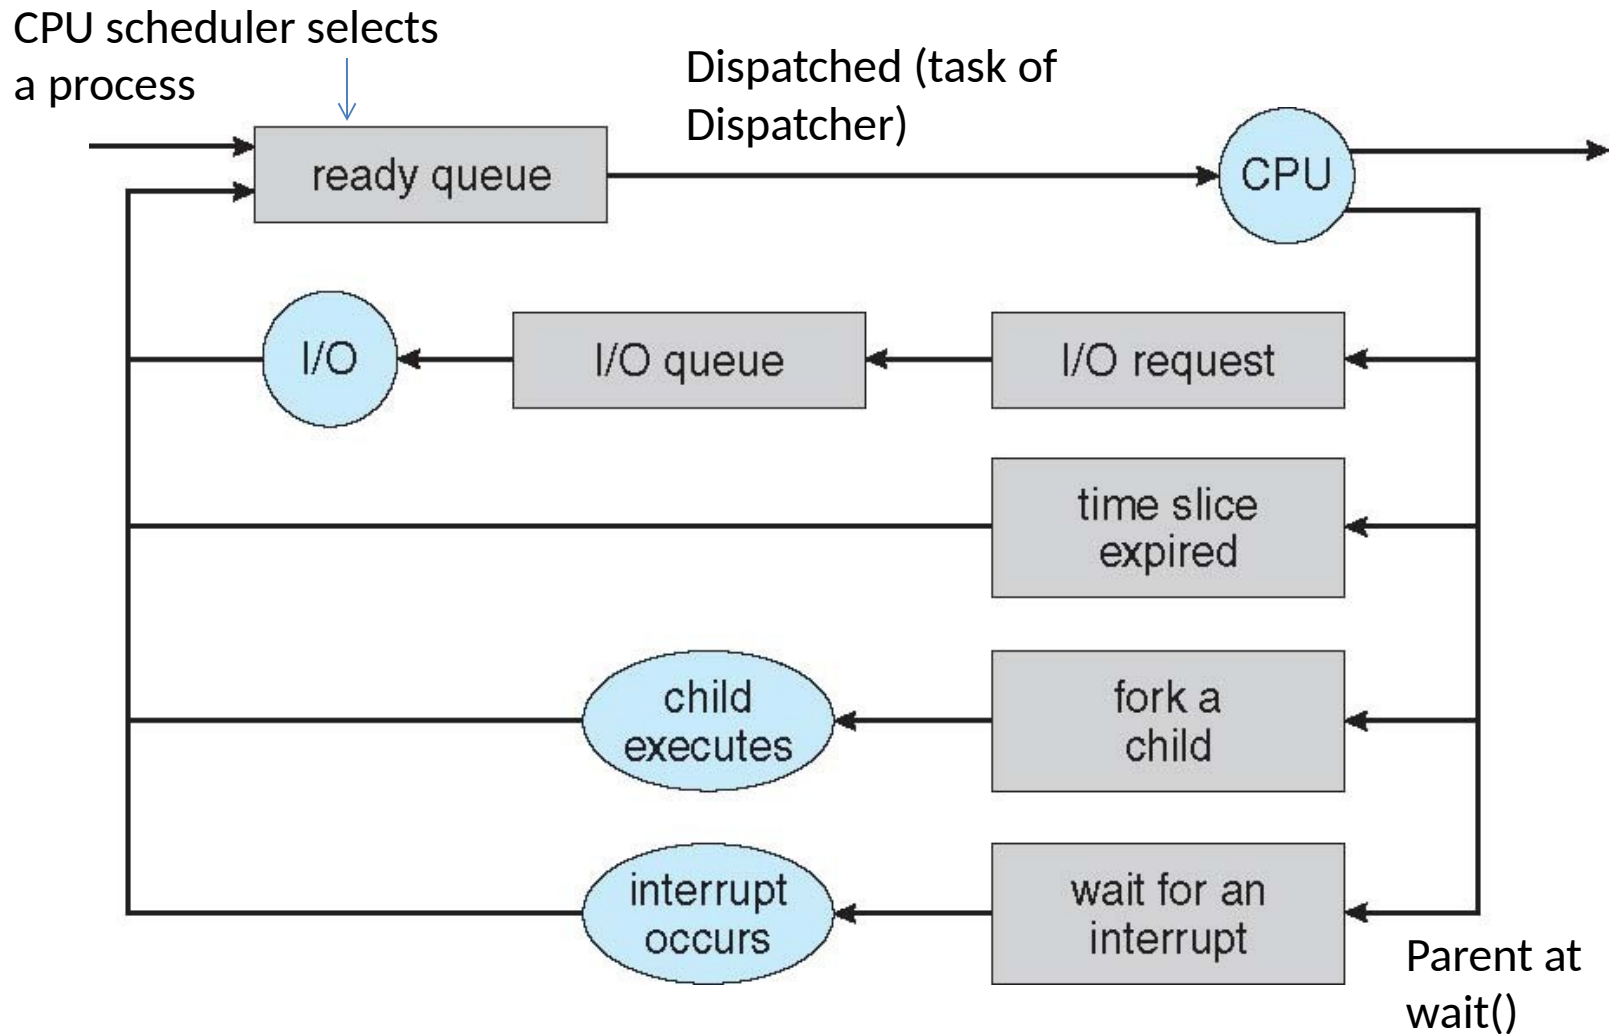 CPU scheduler selects
a process
Dispatched (task of
Dispatcher)
ready queue
CPU
I/O
I/O queue
I/O request
time slice
expired
child
executes
fork a
child
interrupt
occurs
wait for an
interrupt
Parent at
wait()